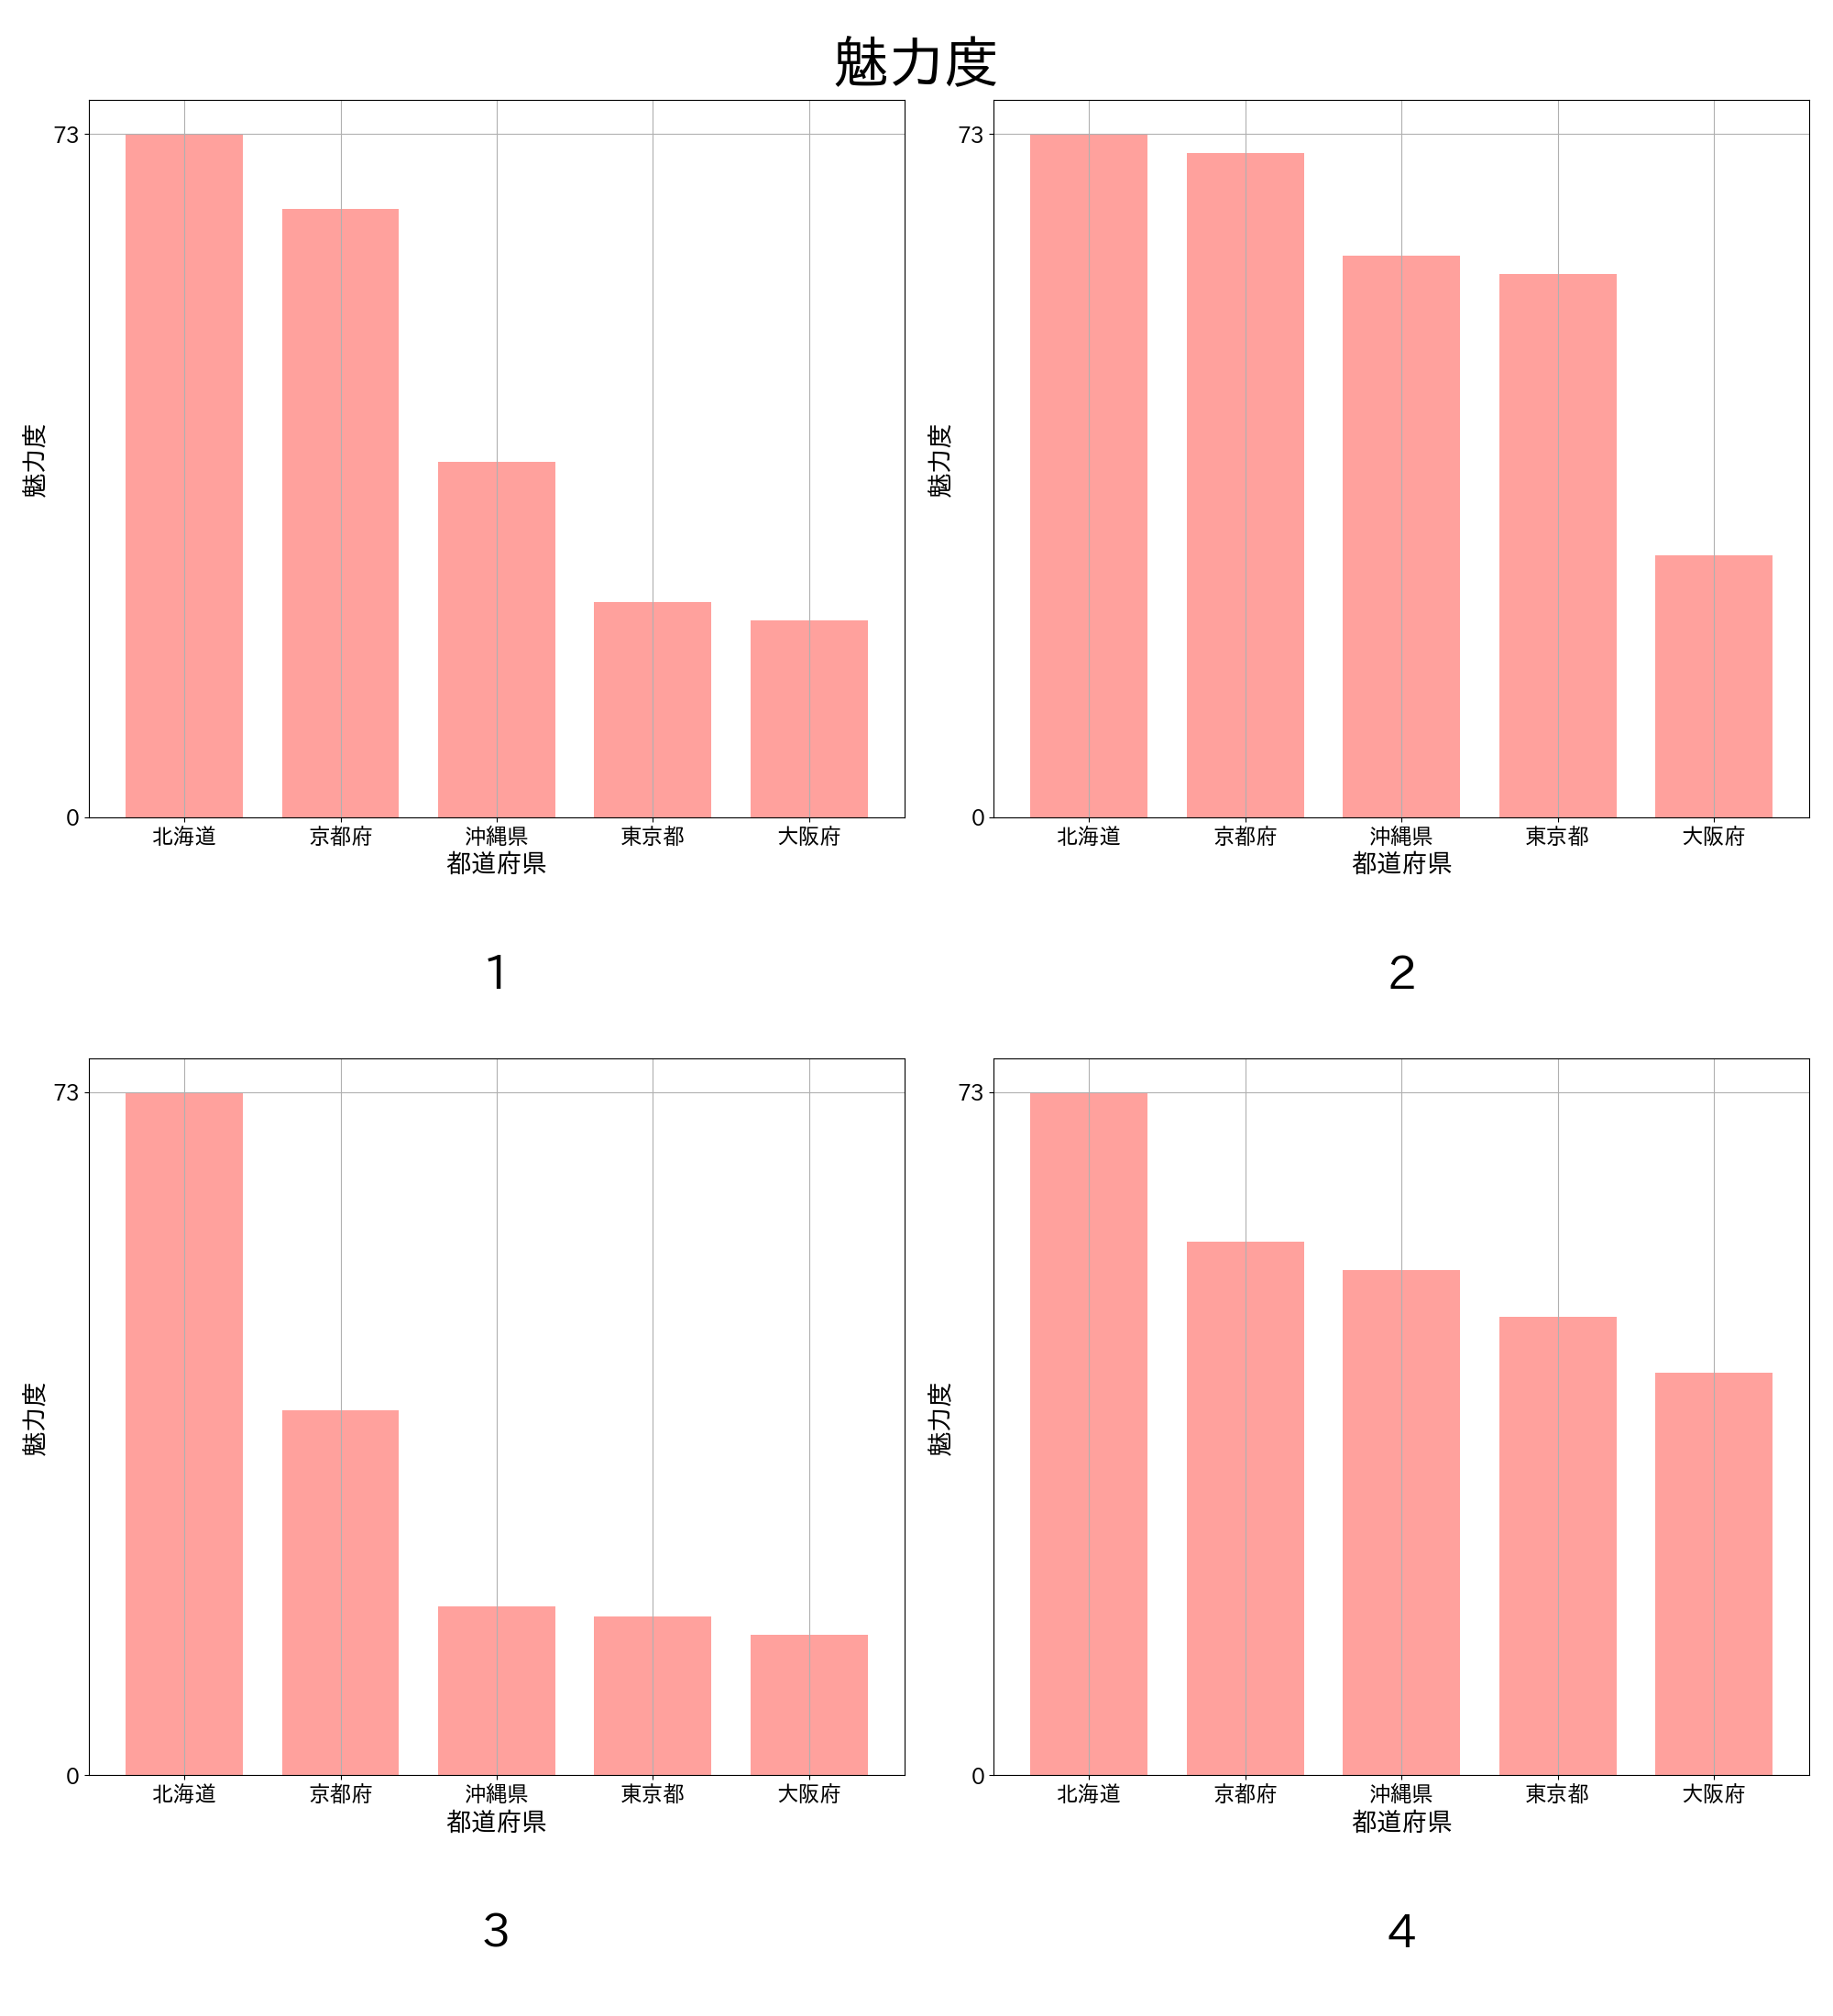 魅力度
73
0
魅力度
北海道 京都府 沖縄県 東京都 大阪府
都道府県
1
73
0
魅力度
北海道 京都府 沖縄県 東京都 大阪府
都道府県
2
73
0
魅力度
北海道 京都府 沖縄県 東京都 大阪府
都道府県
3
73
0
魅力度
北海道 京都府 沖縄県 東京都 大阪府
都道府県
4